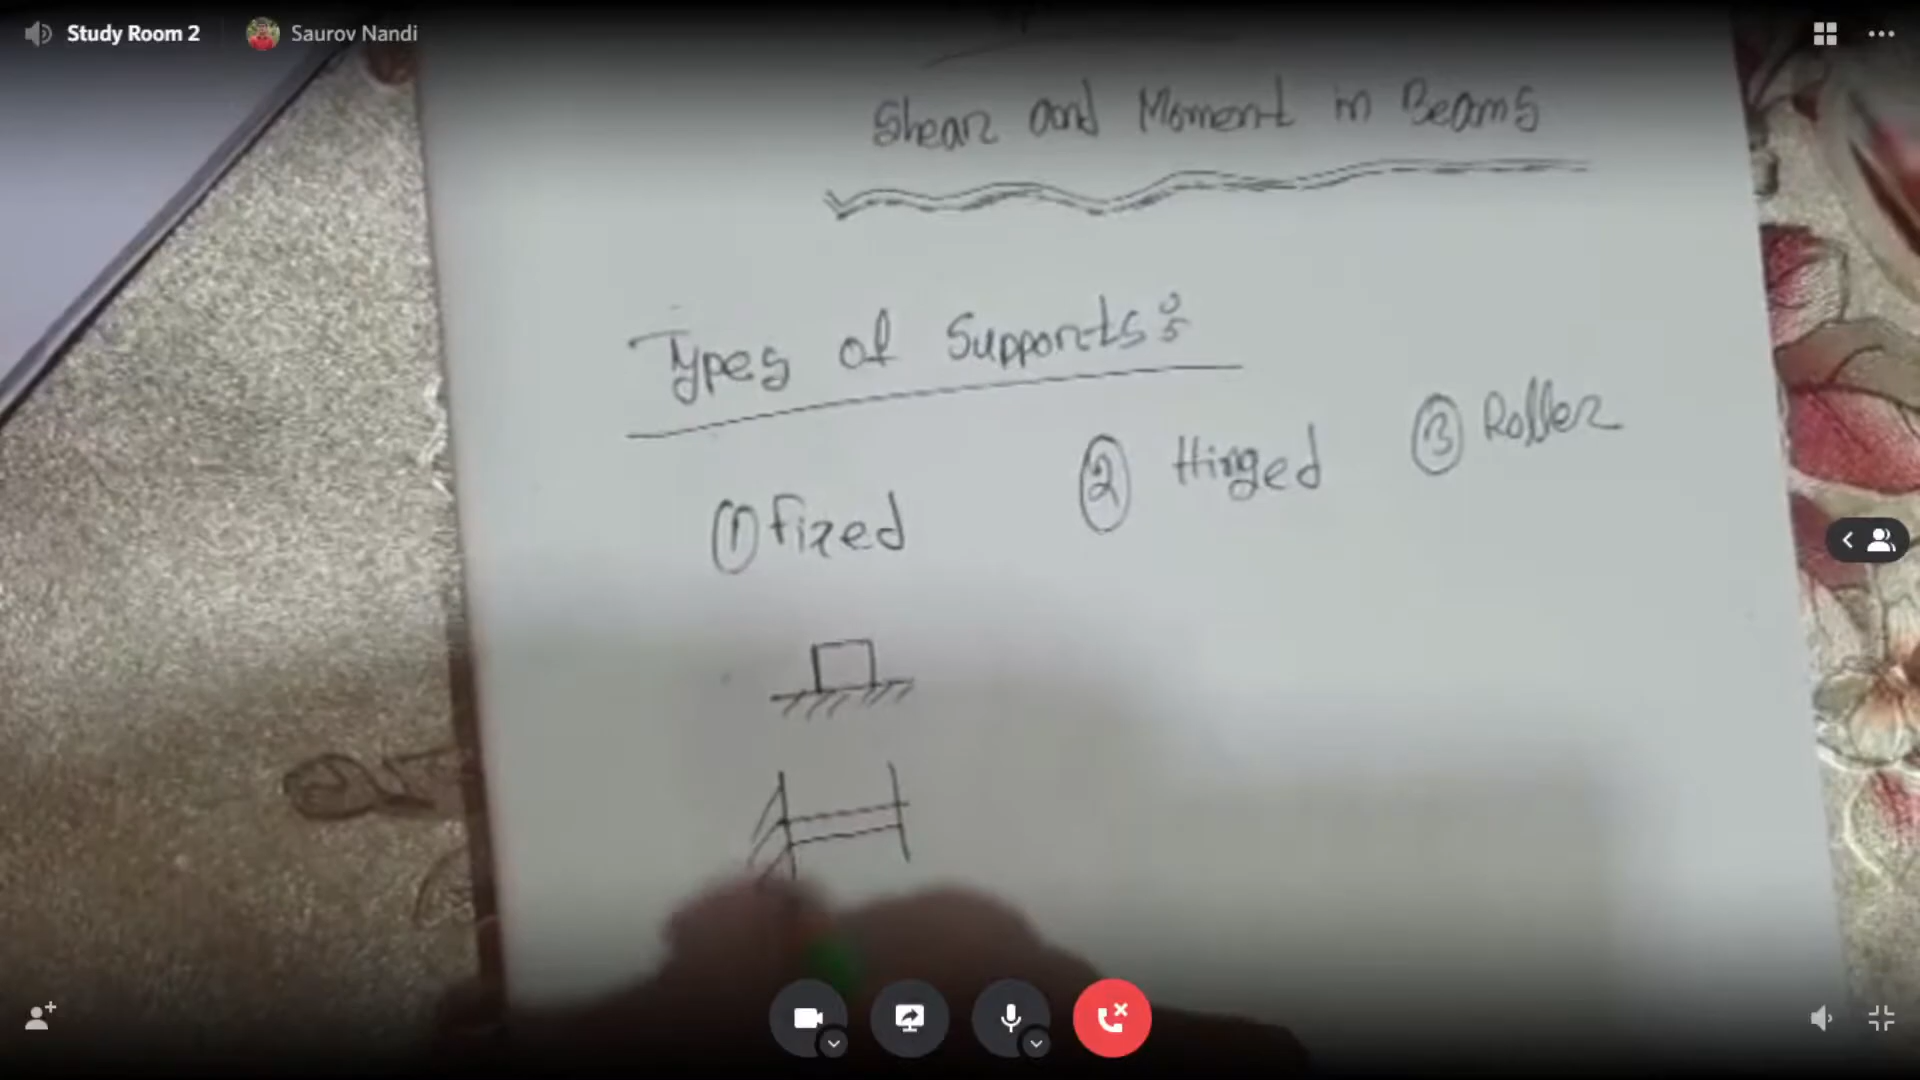 Study Room 2 Saurov Nandi
Shear and Moment in Beams
Types of Supports:
① Fixed ② Hinged ③ Roller